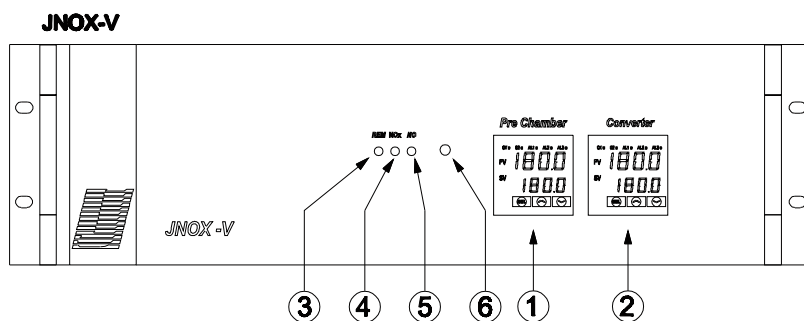 JNOX-V
Pre Chamber
Converter
REM NOx NO
PV 180.0
SV 180.0
PV 180.0
SV 180.0
JNOX -V
3 4 5 6 1 2